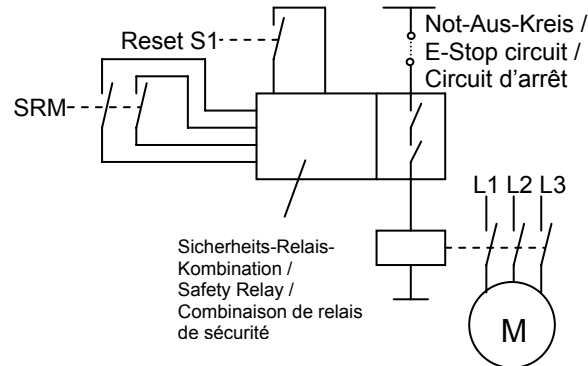 Reset S1
Not-Aus-Kreis /
E-Stop circuit /
Circuit d’arrêt
SRM
L1 L2 L3
Sicherheits-Relais-
Kombination /
Safety Relay /
Combinaison de relais
de sécurité
M